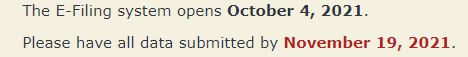 The E-Filing system opens October 4, 2021.
Please have all data submitted by November 19, 2021.